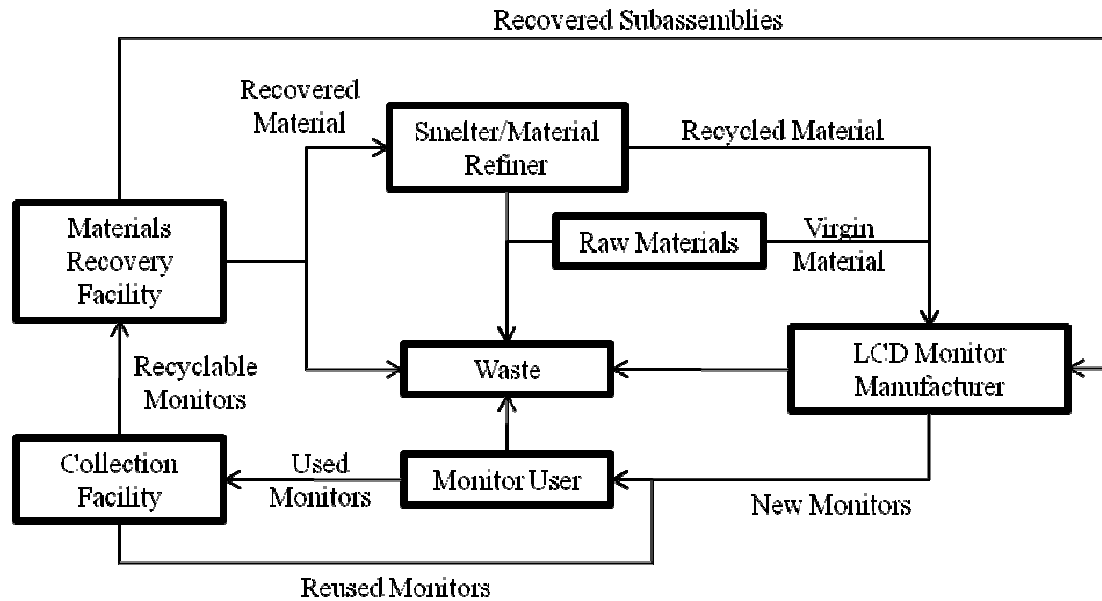 Recovered Subassemblies
Recovered
Material
Smelter/Material
Refiner
Recycled Material
Materials
Recovery
Facility
Raw Materials
Virgin
Material
Recyclable
Monitors
Waste
LCD Monitor
Manufacturer
Collection
Facility
Used
Monitors
Monitor User
New Monitors
Reused Monitors